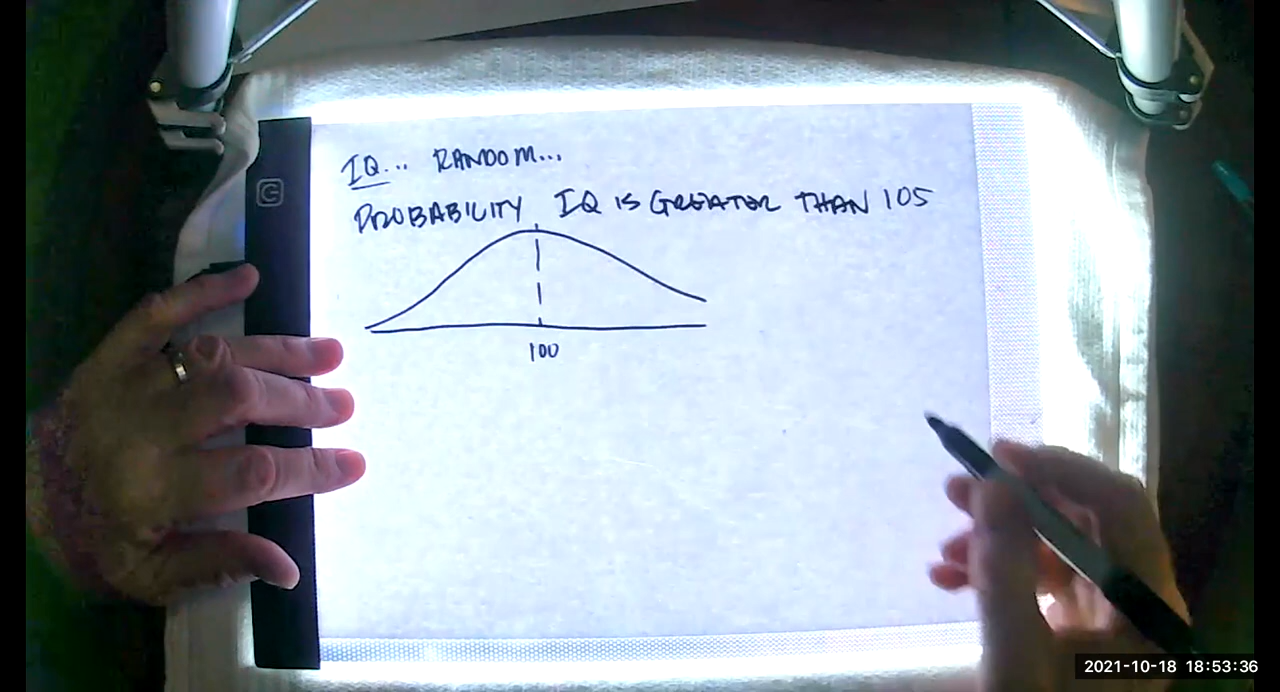 IQ... RANDOM...
PROBABILITY IQ IS GREATER THAN 105
100
2021-10-18 18:53:36